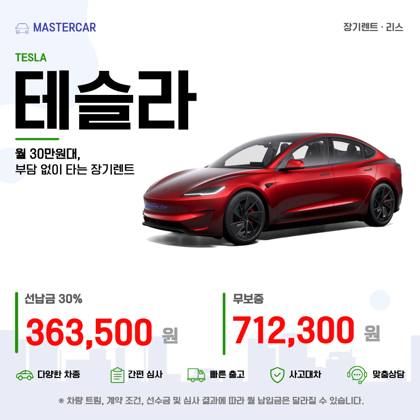 MASTERCAR
장기렌트 · 리스
TESLA
테슬라
월 30만원대,
부담 없이 타는 장기렌트
선납금 30%
363,500 원
무보증
712,300 원
다양한 차종
간편 심사
빠른 출고
사고대차
맞춤상담
※ 차량 트림, 계약 조건, 선수금 및 심사 결과에 따라 월 납입금은 달라질 수 있습니다.